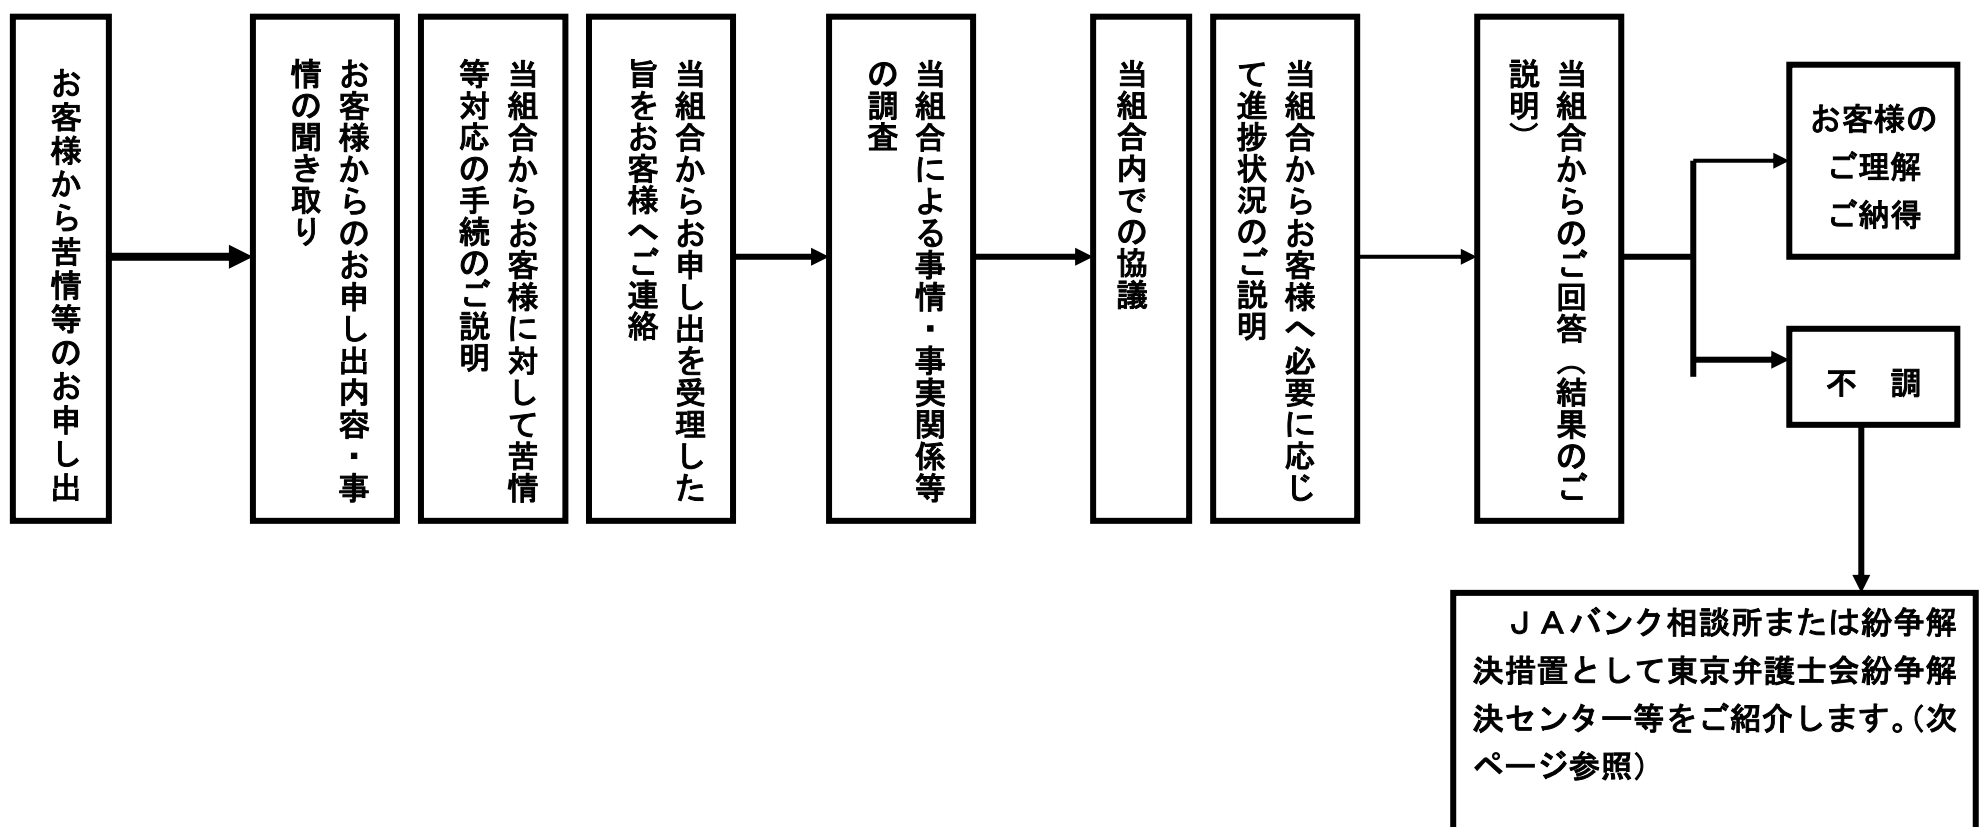 お客様から苦情等のお申し出
お客様からのお申し出内容・事
情の聞き取り
当組合からお客様に対して苦情
等対応の手続のご説明
当組合からお申し出を受理した
旨をお客様へご連絡
当組合による事情・事実関係等
の調査
当組合内での協議
当組合からお客様へ必要に応じ
て進捗状況のご説明
当組合からのご回答（結果のご
説明）
お客様の
ご理解
ご納得
不　調
ＪＡバンク相談所または紛争解
決措置として東京弁護士会紛争解
決センター等をご紹介します。（次
ページ参照）